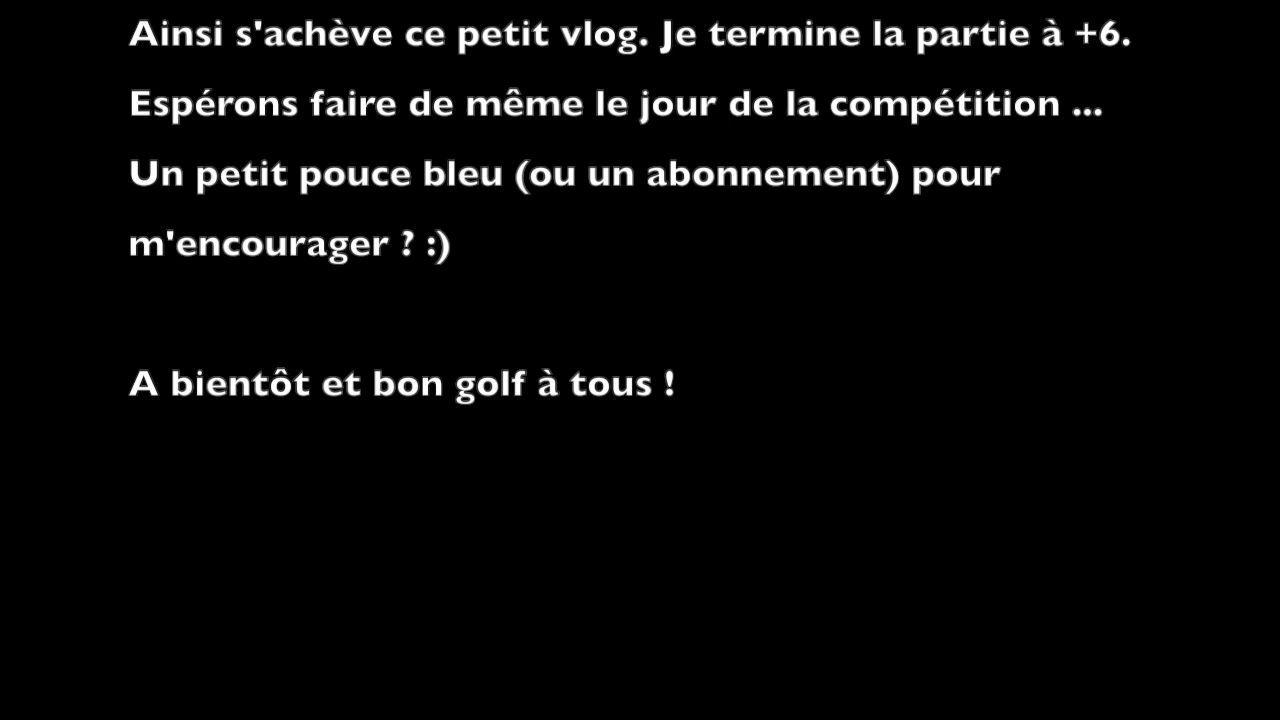 Ainsi s'achève ce petit vlog. Je termine la partie à +6.
Espérons faire de même le jour de la compétition ...
Un petit pouce bleu (ou un abonnement) pour
m'encourager ? :)
A bientôt et bon golf à tous !